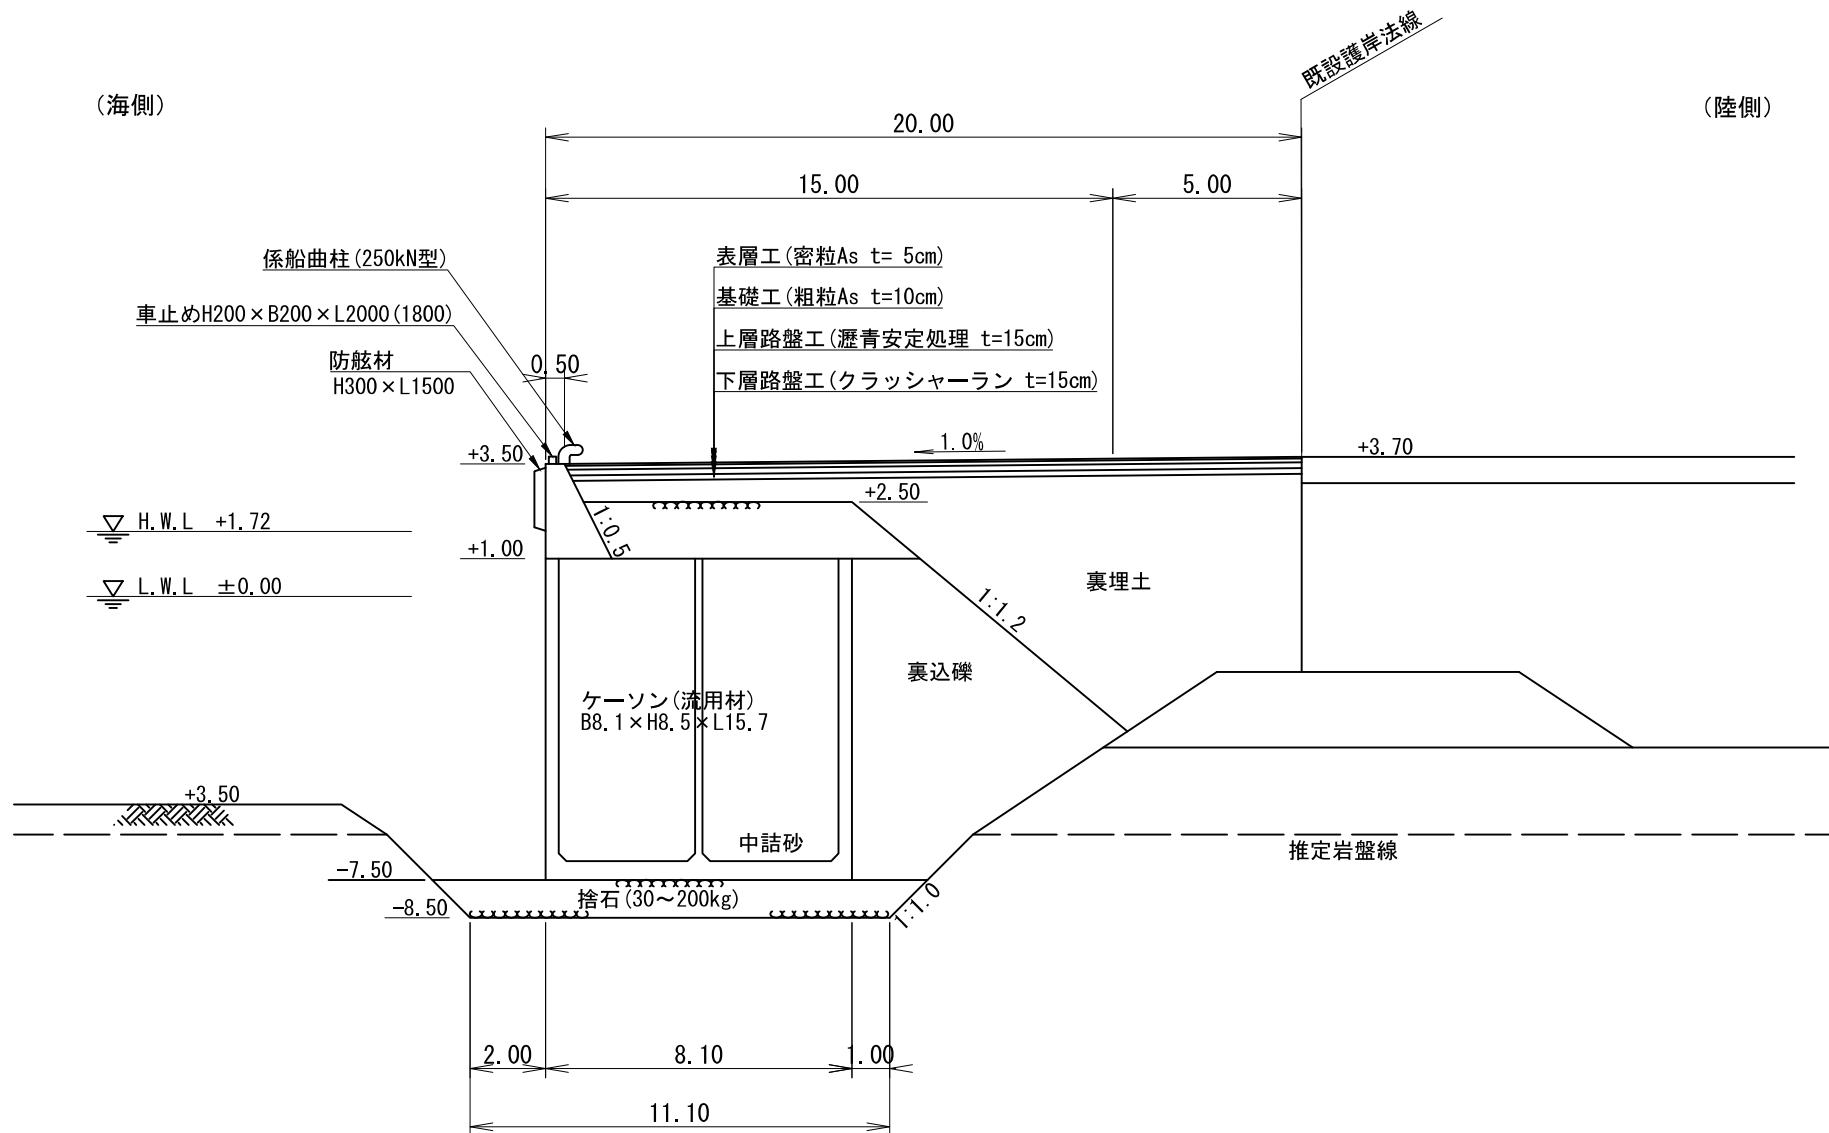 既設護岸法線
(海側)
(陸側)
20.00
15.00
5.00
係船曲柱(250kN型)
表層工(密粒As t= 5cm)
基礎工(粗粒As t=10cm)
車止めH200×B200×L2000(1800)
上層路盤工(瀝青安定処理 t=15cm)
防舷材
H300×L1500
0.50
下層路盤工(クラッシャーラン t=15cm)
1.0%
+3.50
+3.70
+2.50
H.W.L +1.72
1:0.5
+1.00
L.W.L ±0.00
裏埋土
1:1.2
裏込礫
ケーソン(流用材)
B8.1×H8.5×L15.7
+3.50
中詰砂
推定岩盤線
-7.50
捨石(30～200kg)
-8.50
1:1.0
2.00
8.10
1.00
11.10